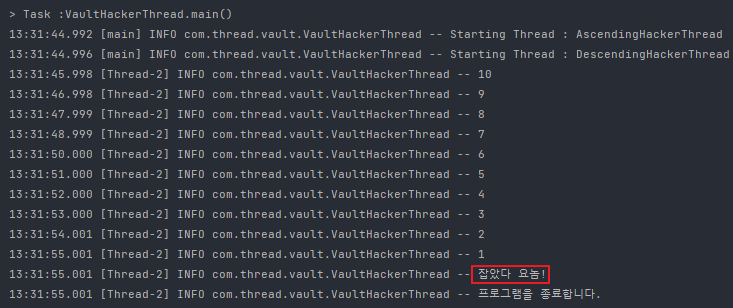 > Task :VaultHackerThread.main()
13:31:44.992 [main] INFO com.thread.vault.VaultHackerThread -- Starting Thread : AscendingHackerThread
13:31:44.996 [main] INFO com.thread.vault.VaultHackerThread -- Starting Thread : DescendingHackerThread
13:31:45.998 [Thread-2] INFO com.thread.vault.VaultHackerThread -- 10
13:31:46.998 [Thread-2] INFO com.thread.vault.VaultHackerThread -- 9
13:31:47.999 [Thread-2] INFO com.thread.vault.VaultHackerThread -- 8
13:31:48.999 [Thread-2] INFO com.thread.vault.VaultHackerThread -- 7
13:31:50.000 [Thread-2] INFO com.thread.vault.VaultHackerThread -- 6
13:31:51.000 [Thread-2] INFO com.thread.vault.VaultHackerThread -- 5
13:31:52.000 [Thread-2] INFO com.thread.vault.VaultHackerThread -- 4
13:31:53.000 [Thread-2] INFO com.thread.vault.VaultHackerThread -- 3
13:31:54.001 [Thread-2] INFO com.thread.vault.VaultHackerThread -- 2
13:31:55.001 [Thread-2] INFO com.thread.vault.VaultHackerThread -- 1
13:31:55.001 [Thread-2] INFO com.thread.vault.VaultHackerThread -- 잡았다 요놈!
13:31:55.001 [Thread-2] INFO com.thread.vault.VaultHackerThread -- 프로그램을 종료합니다.